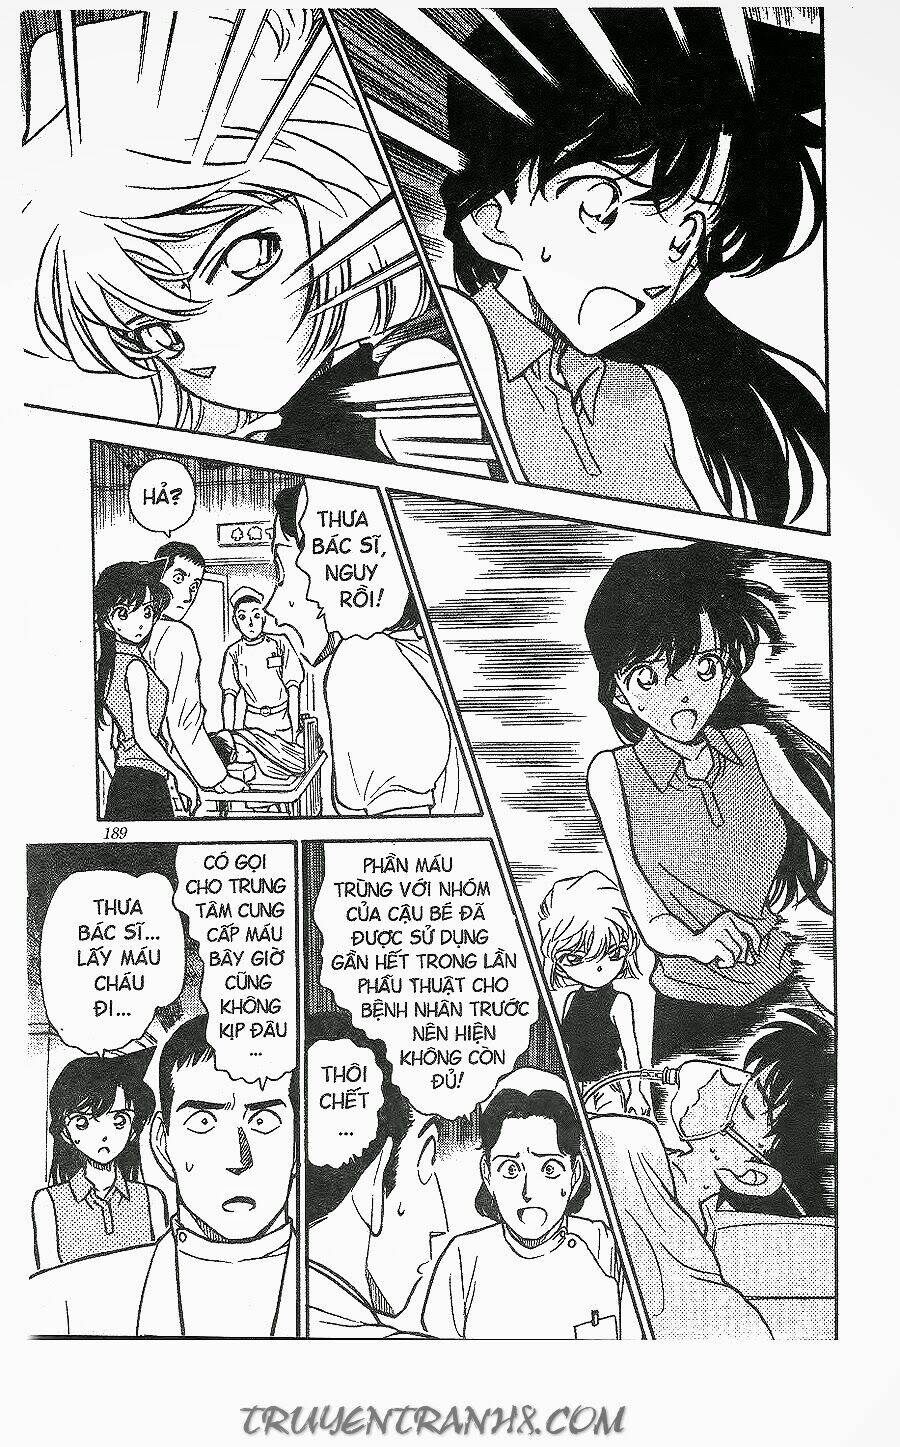 HẢ?
THƯA
BÁC SĨ,
NGUY
RỒI!
189
PHẦN MÁU
TRÙNG VỚI NHÓM
CỦA CẬU BÉ ĐÃ
ĐƯỢC SỬ DỤNG
GẦN HẾT TRONG LẦN
PHẨU THUẬT CHO
BỆNH NHÂN TRƯỚC
NÊN HIỆN
KHÔNG CÒN
ĐỦ!
THÔI
CHẾT
...
CÓ GỌI
CHO TRUNG
TÂM CUNG
CẤP MÁU
BÂY GIỜ
CŨNG
KHÔNG
KỊP ĐÂU
...
THƯA
BÁC SĨ...
LẤY MÁU
CHÁU
ĐI...
TRUYENTRANH8.COM